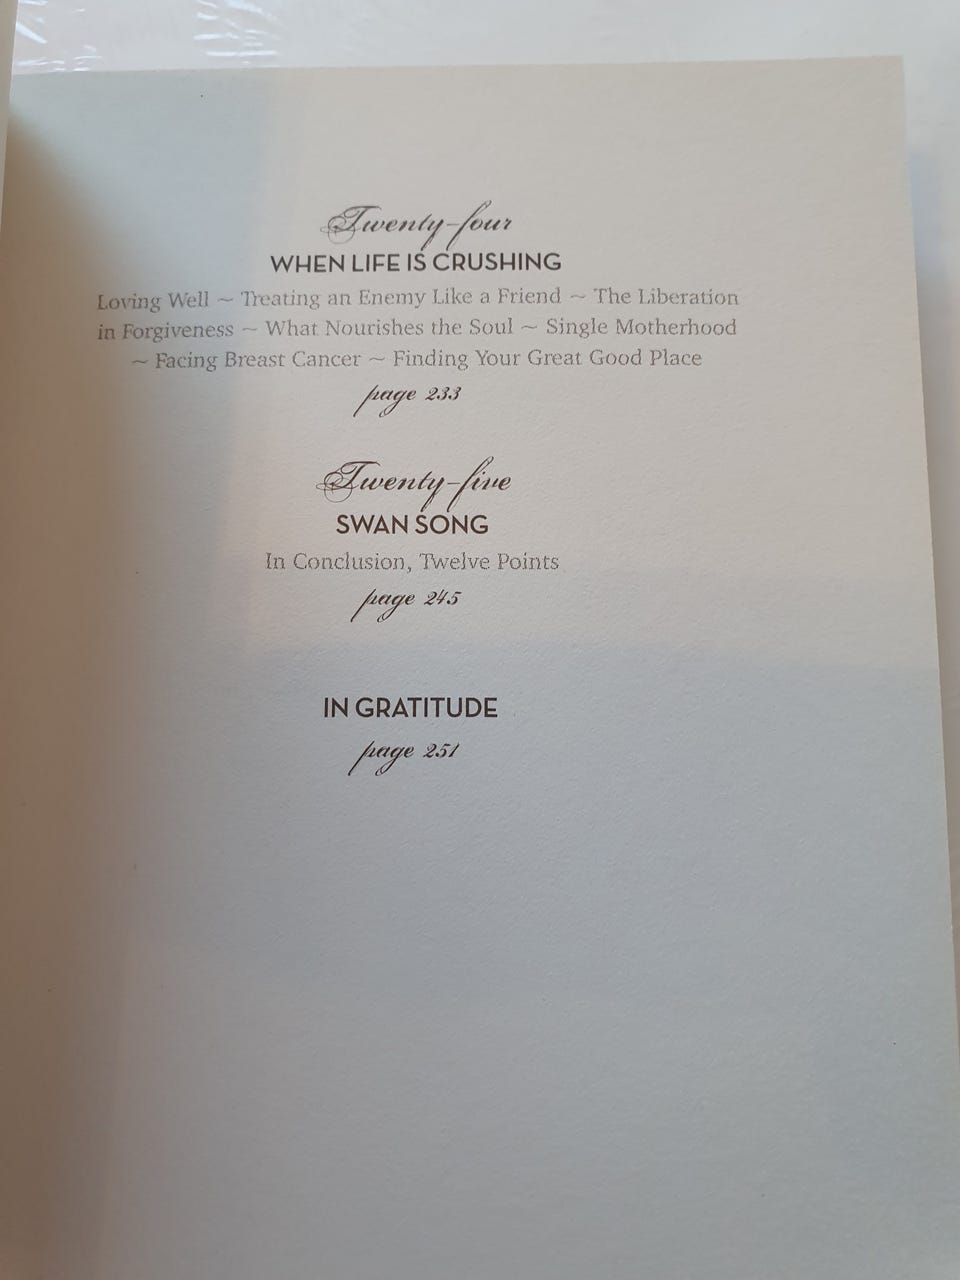 Twenty-four
WHEN LIFE IS CRUSHING
Loving Well ~ Treating an Enemy Like a Friend ~ The Liberation
in Forgiveness ~ What Nourishes the Soul ~ Single Motherhood
~ Facing Breast Cancer ~ Finding Your Great Good Place
page 233
Twenty-five
SWAN SONG
In Conclusion, Twelve Points
page 245
IN GRATITUDE
page 251